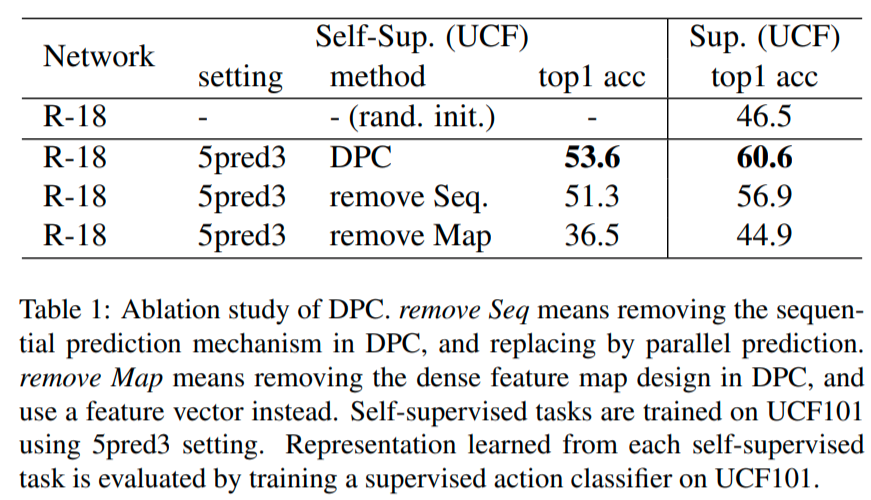 Network Self-Sup. (UCF) Sup. (UCF)
setting method top1 acc top1 acc
R-18 - - (rand. init.) - 46.5
R-18 5pred3 DPC 53.6 60.6
R-18 5pred3 remove Seq. 51.3 56.9
R-18 5pred3 remove Map 36.5 44.9
Table 1: Ablation study of DPC. remove Seq means removing the sequen-
tial prediction mechanism in DPC, and replacing by parallel prediction.
remove Map means removing the dense feature map design in DPC, and
use a feature vector instead. Self-supervised tasks are trained on UCF101
using 5pred3 setting. Representation learned from each self-supervised
task is evaluated by training a supervised action classifier on UCF101.